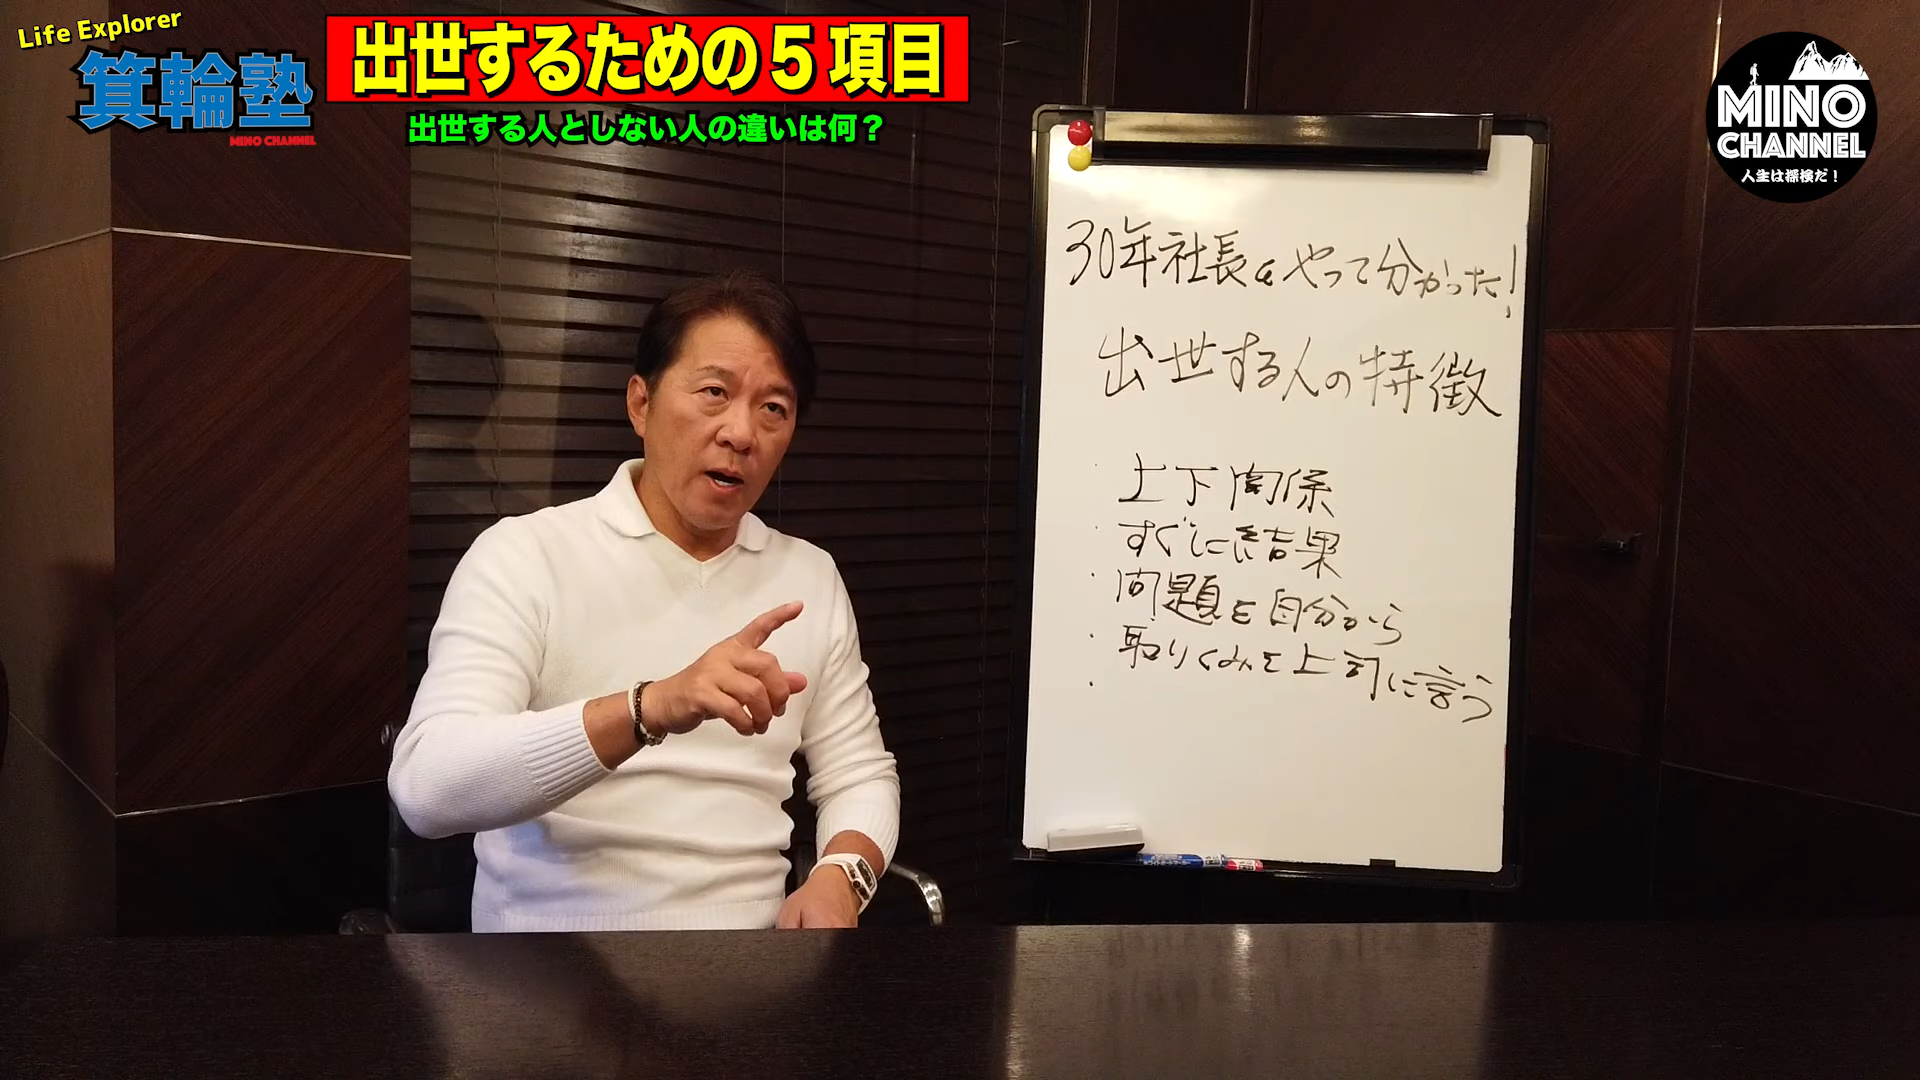 Life Explorer
箕輪塾
MINO CHANNEL
出世するための5項目
出世する人としない人の違いは何？
MINO
CHANNEL
人生は探検だ！
30年社長をやって分かった！
出世する人の特徴
・上下関係
・すぐに結果
・問題を自分から
・取りくみを上司に言う
・